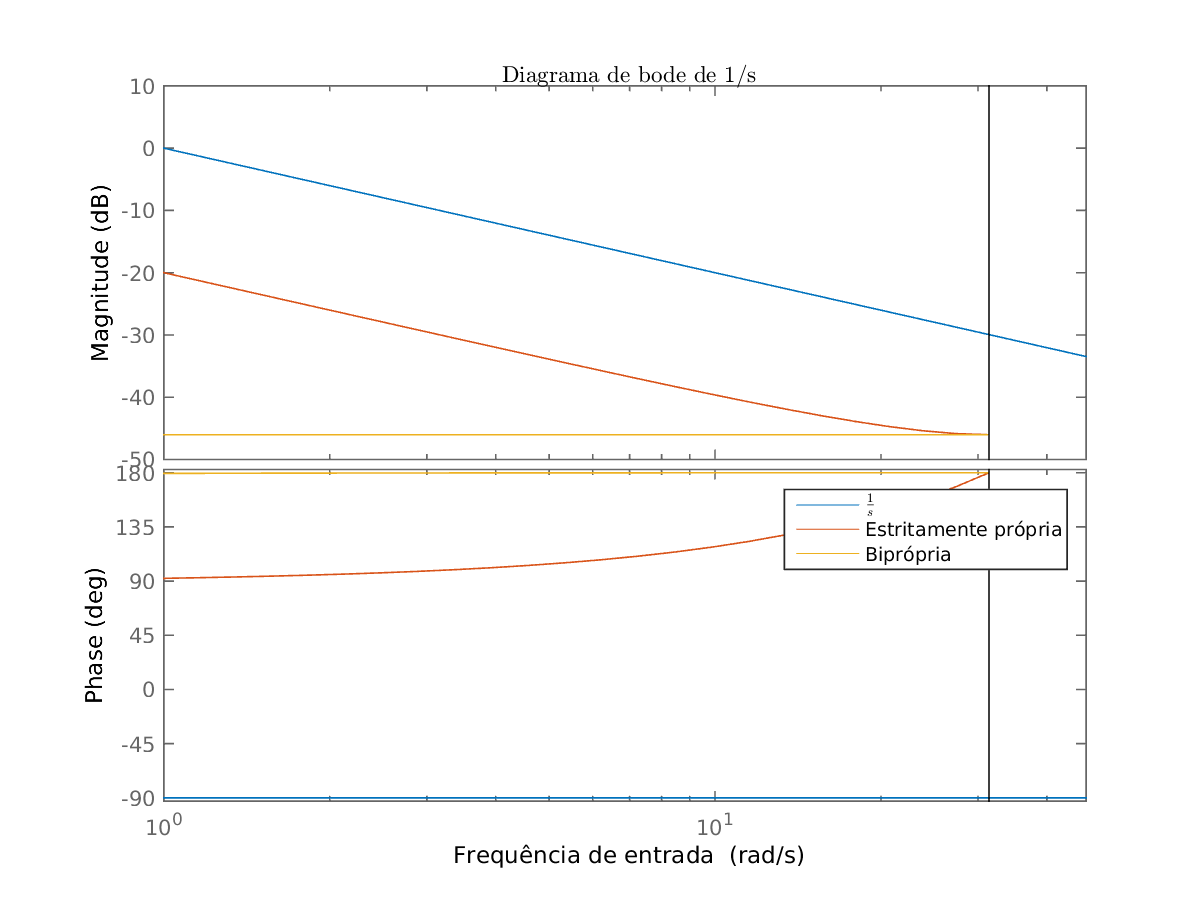 Diagrama de bode de 1/s
10
0
-10
-20
-30
-40
-50
Magnitude (dB)
180
135
90
45
0
-45
-90
Phase (deg)
1/s
Estritamente própria
Biprópria
10^0
10^1
Frequência de entrada (rad/s)